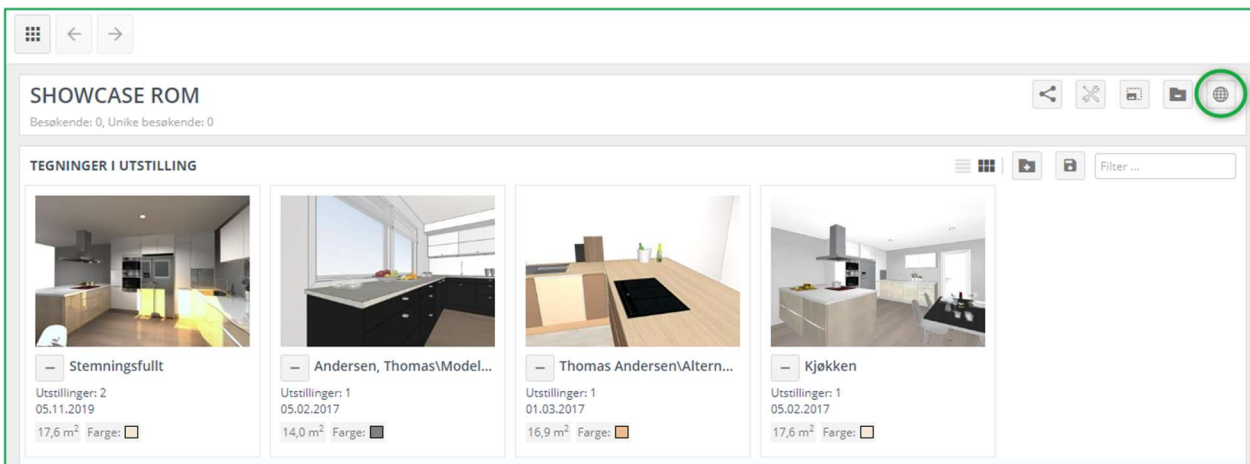 SHOWCASE ROM
Besøkende: 0, Unike besøkende: 0
TEGNINGER I UTSTILLING
Filter ...
Stemningsfullt
Utstillinger: 2
05.11.2019
17,6 m² Farge:
Andersen, Thomas\Model...
Utstillinger: 1
05.02.2017
14,0 m² Farge:
Thomas Andersen\Altern...
Utstillinger: 1
01.03.2017
16,9 m² Farge:
Kjøkken
Utstillinger: 1
05.02.2017
17,6 m² Farge: